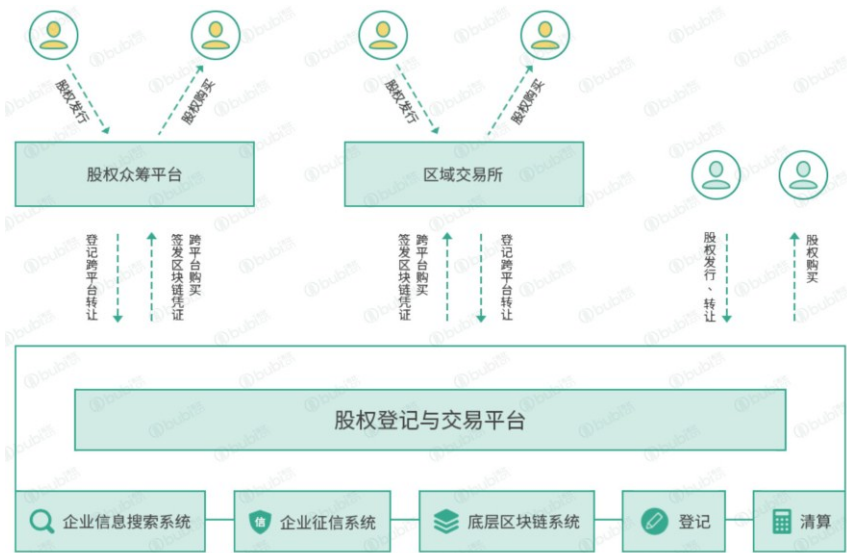 股权发行
股权购买
股权发行
股权购买
股权众筹平台
区域交易所
登记跨平台转让
签发区块链凭证
跨平台购买
签发区块链凭证
跨平台购买
登记跨平台转让
股权发行、转让
股权购买
股权登记与交易平台
企业信息搜索系统
信
企业征信系统
底层区块链系统
登记
清算
bubi